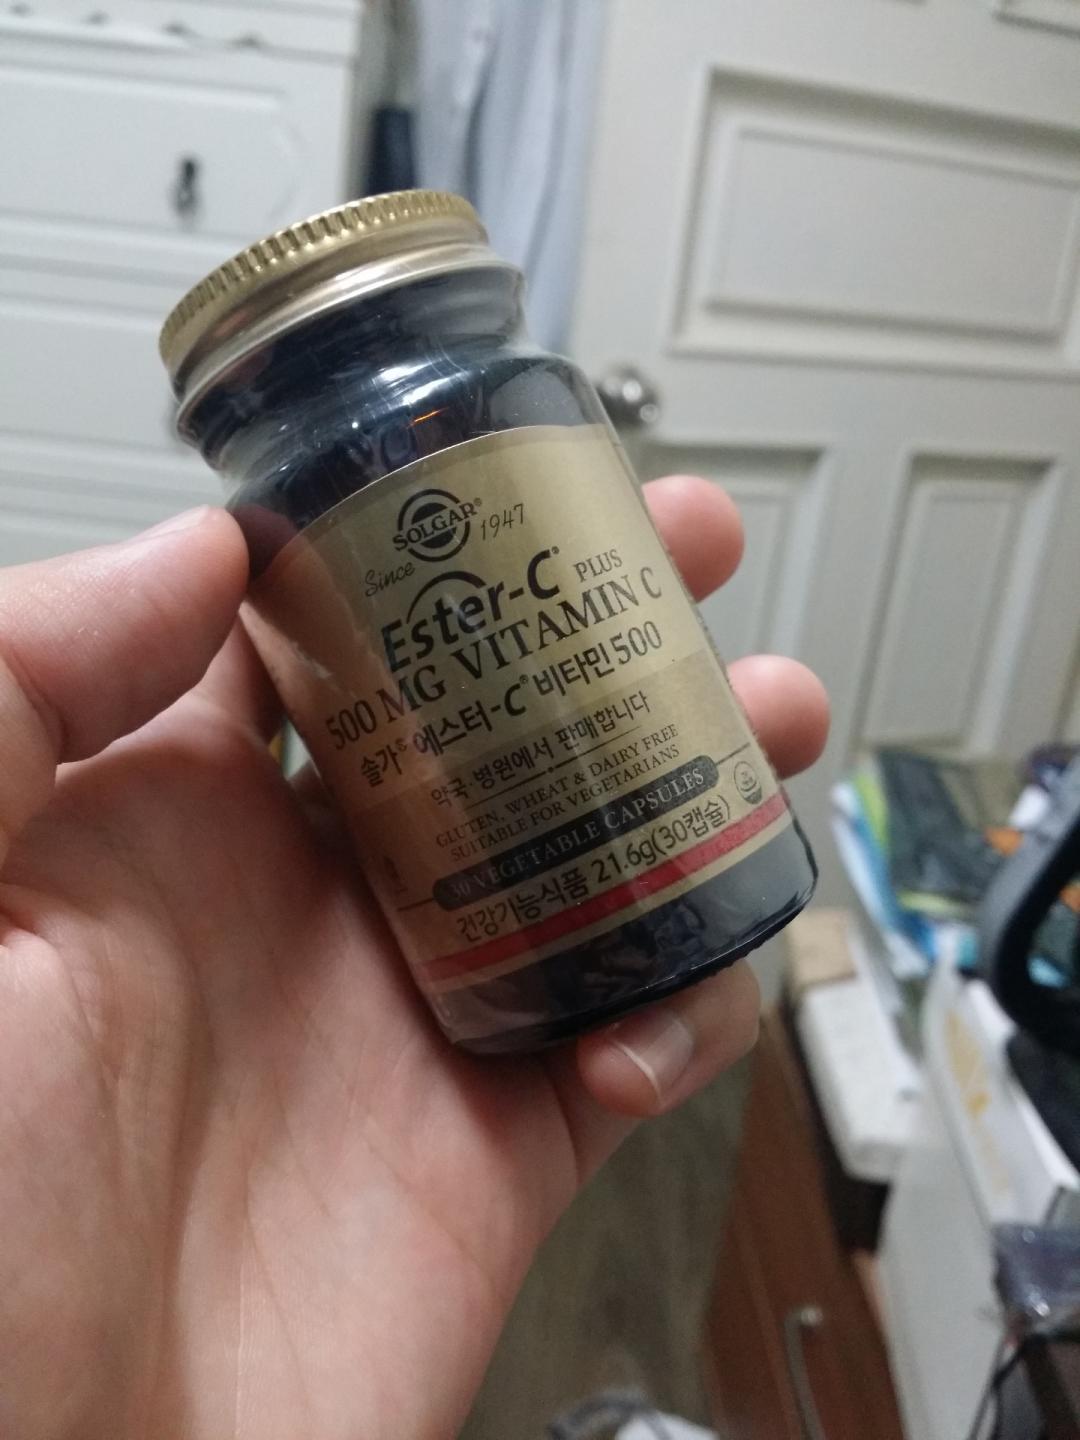 SOLGAR®
Since 1947
Ester-C® PLUS
500 MG VITAMIN C
솔가® 에스터-C® 비타민 500
약국·병원에서 판매합니다
GLUTEN, WHEAT & DAIRY FREE
SUITABLE FOR VEGETARIANS
30 VEGETABLE CAPSULES
건강기능식품 21.6g(30캡슐)